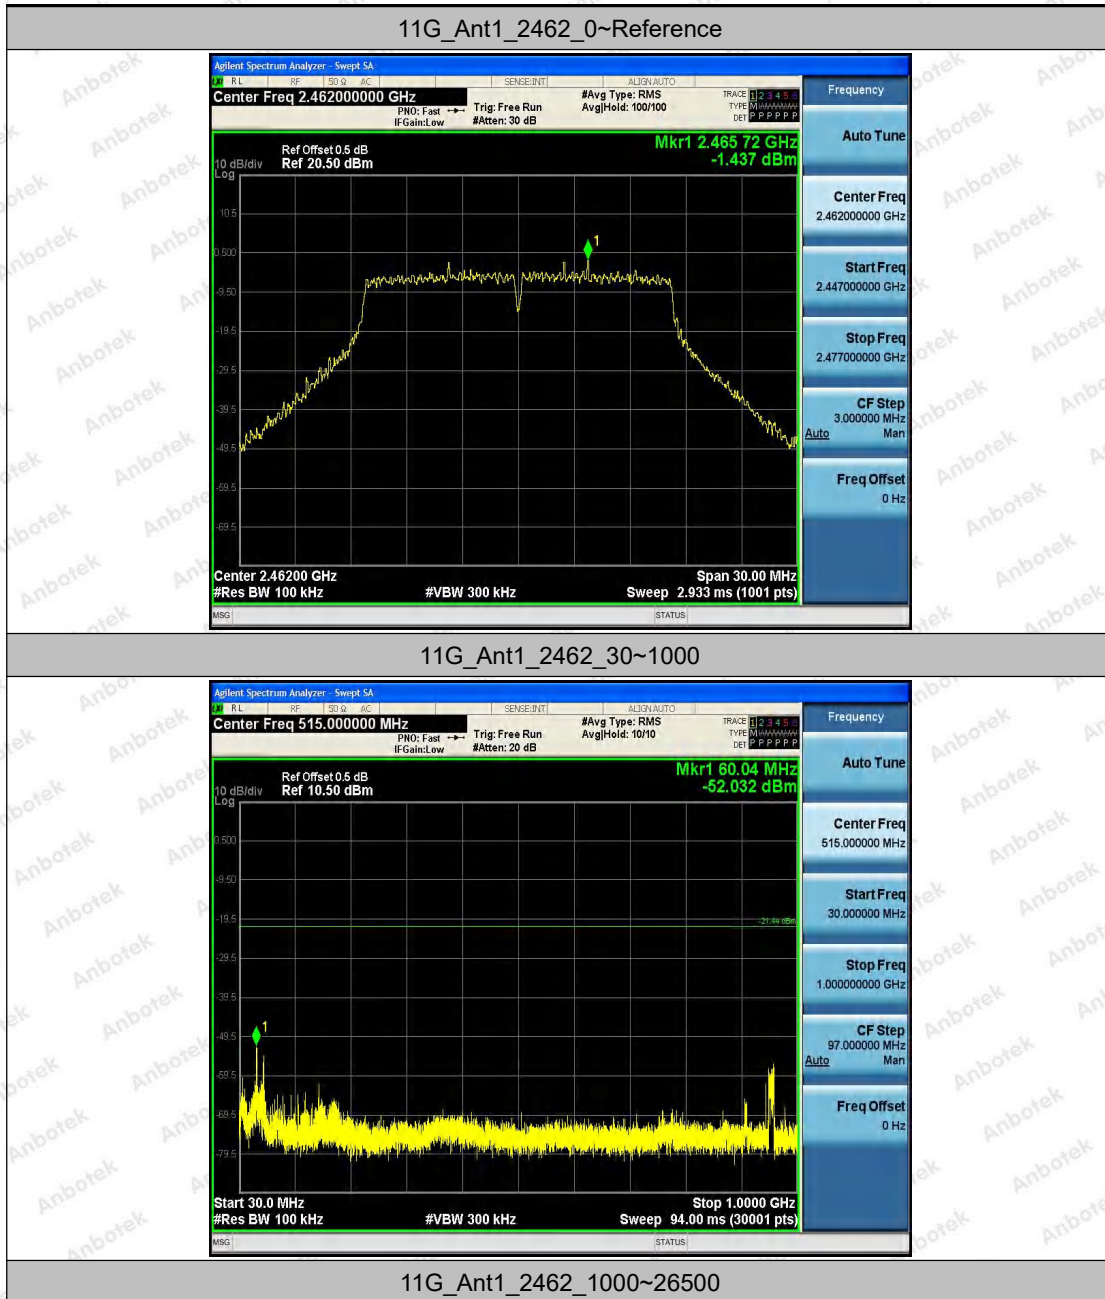 11G_Ant1_2462_0~Reference
Agilent Spectrum Analyzer - Swept SA
RL RF 50 Ω AC SENSE:INT ALIGN AUTO
Center Freq 2.462000000 GHz
PNO: Fast
IFGain:Low
Trig: Free Run
#Atten: 30 dB
#Avg Type: RMS
Avg|Hold: 100/100
TRACE 1 2 3 4 5 6
TYPE M
DET P P P P P P
Frequency
Mkr1 2.465 72 GHz
-1.437 dBm
Ref Offset 0.5 dB
10 dB/div Ref 20.50 dBm
Log
10.5
0.500
-9.50
-19.5
-29.5
-39.5
-49.5
-59.5
-69.5
1
Center 2.46200 GHz Span 30.00 MHz
#Res BW 100 kHz #VBW 300 kHz Sweep 2.933 ms (1001 pts)
MSG STATUS
Auto Tune
Center Freq
2.462000000 GHz
Start Freq
2.447000000 GHz
Stop Freq
2.477000000 GHz
CF Step
3.000000 MHz
Auto Man
Freq Offset
0 Hz
11G_Ant1_2462_30~1000
Agilent Spectrum Analyzer - Swept SA
RL RF 50 Ω AC SENSE:INT ALIGN AUTO
Center Freq 515.000000 MHz
PNO: Fast
IFGain:Low
Trig: Free Run
#Atten: 20 dB
#Avg Type: RMS
Avg|Hold: 10/10
TRACE 1 2 3 4 5 6
TYPE M
DET P P P P P P
Frequency
Mkr1 60.04 MHz
-52.032 dBm
Ref Offset 0.5 dB
10 dB/div Ref 10.50 dBm
Log
0.500
-9.50
-19.5
-29.5
-39.5
-49.5
-59.5
-69.5
-79.5
-21.44 dBm
1
Start 30.0 MHz Stop 1.0000 GHz
#Res BW 100 kHz #VBW 300 kHz Sweep 94.00 ms (30001 pts)
MSG STATUS
Auto Tune
Center Freq
515.000000 MHz
Start Freq
30.000000 MHz
Stop Freq
1.000000000 GHz
CF Step
97.000000 MHz
Auto Man
Freq Offset
0 Hz
11G_Ant1_2462_1000~26500
Anbotek